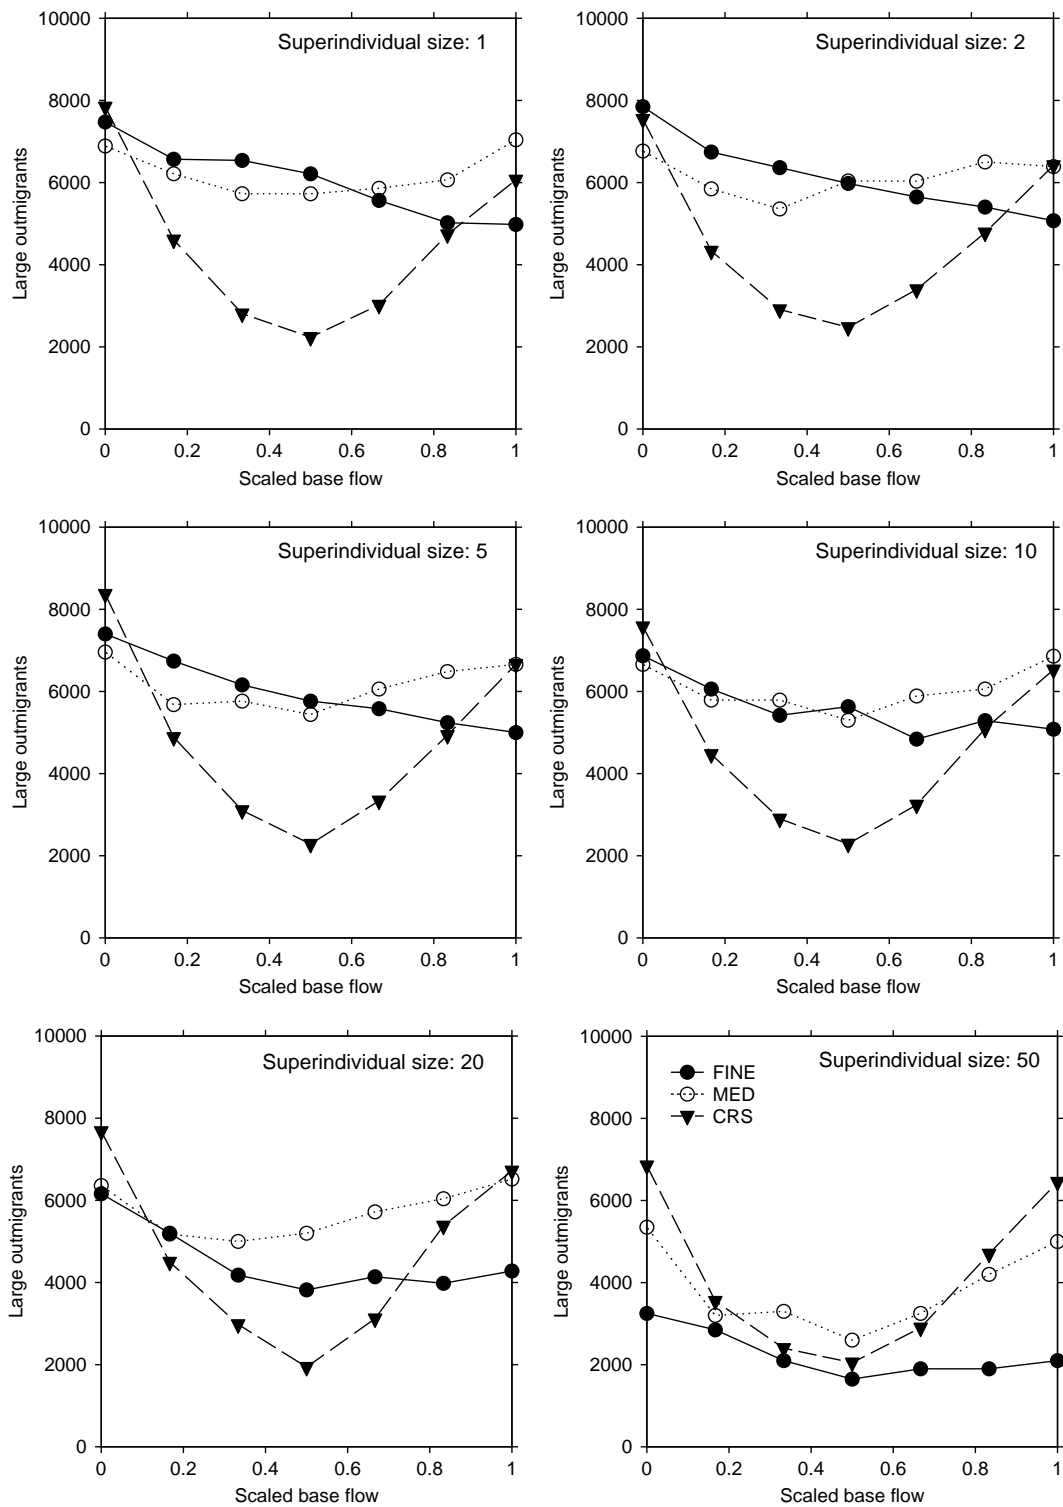 Superindividual size: 1
10000
8000
6000
4000
2000
0
Large outmigrants
0 0.2 0.4 0.6 0.8 1
Scaled base flow
Superindividual size: 2
10000
8000
6000
4000
2000
0
Large outmigrants
0 0.2 0.4 0.6 0.8 1
Scaled base flow
Superindividual size: 5
10000
8000
6000
4000
2000
0
Large outmigrants
0 0.2 0.4 0.6 0.8 1
Scaled base flow
Superindividual size: 10
10000
8000
6000
4000
2000
0
Large outmigrants
0 0.2 0.4 0.6 0.8 1
Scaled base flow
Superindividual size: 20
10000
8000
6000
4000
2000
0
Large outmigrants
0 0.2 0.4 0.6 0.8 1
Scaled base flow
Superindividual size: 50
FINE
MED
CRS
10000
8000
6000
4000
2000
0
Large outmigrants
0 0.2 0.4 0.6 0.8 1
Scaled base flow